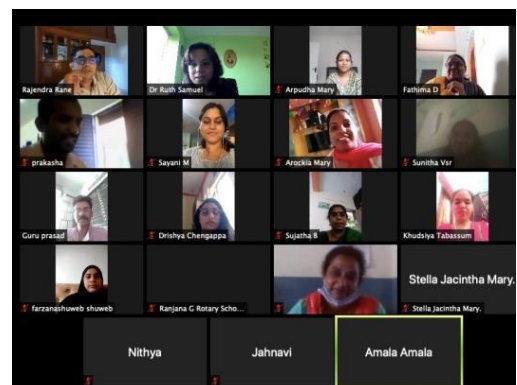 Rajendra Rane
Dr Ruth Samuel
Arpudha Mary
Fathima D
prakasha
Sayani M
Arockia Mary
Sunitha Vsr
Guru prasad
Drishya Chengappa
Sujatha B
Khudsiya Tabassum
farzanashuweb shuweb
Ranjana G Rotary Scho...
Stella Jacintha Mary.
Stella Jacintha Mary.
Nithya
Jahnavi
Amala Amala